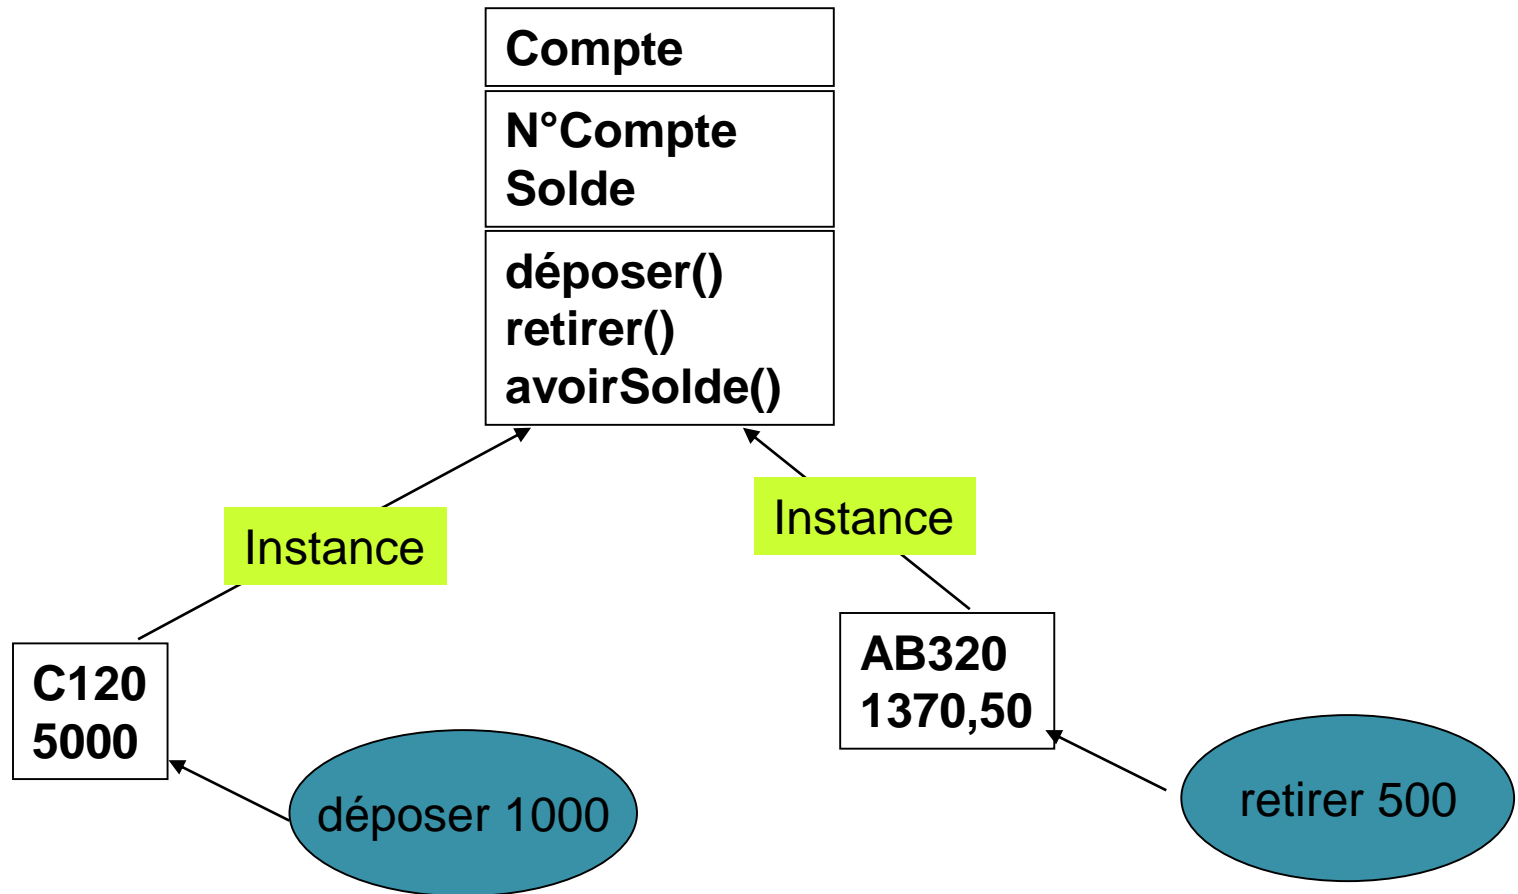 Compte
N°Compte
Solde
déposer()
retirer()
avoirSolde()
Instance
Instance
C120
5000
AB320
1370,50
déposer 1000
retirer 500